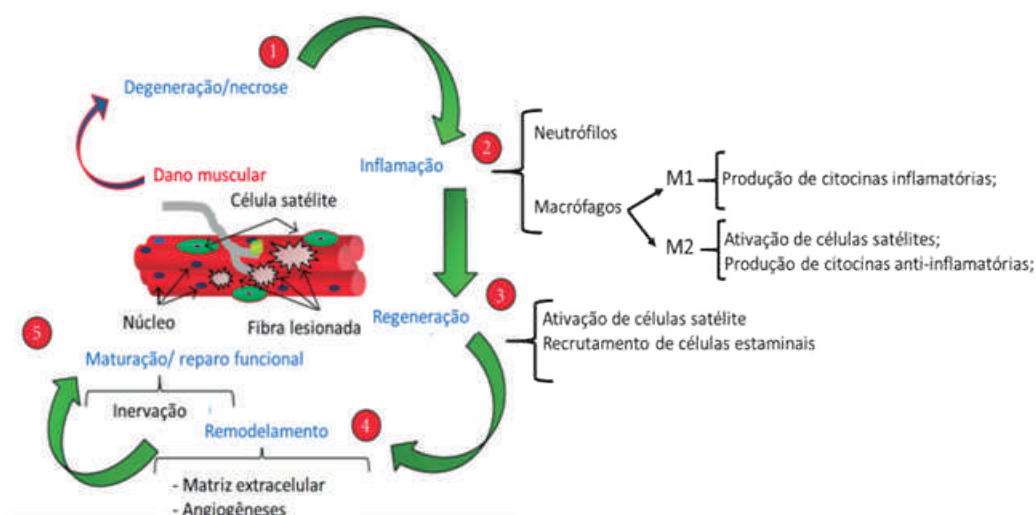 1
Degeneração/necrose
2
Neutrófilos
Inflamação
Macrófagos
M1
Produção de citocinas inflamatórias;
M2
Ativação de células satélites;
Produção de citocinas anti-inflamatórias;
Dano muscular
Célula satélite
Núcleo
Fibra lesionada
3
Regeneração
Ativação de células satélite
Recrutamento de células estaminais
5
Maturação/ reparo funcional
Inervação
Remodelamento
4
- Matriz extracelular
- Angiogêneses